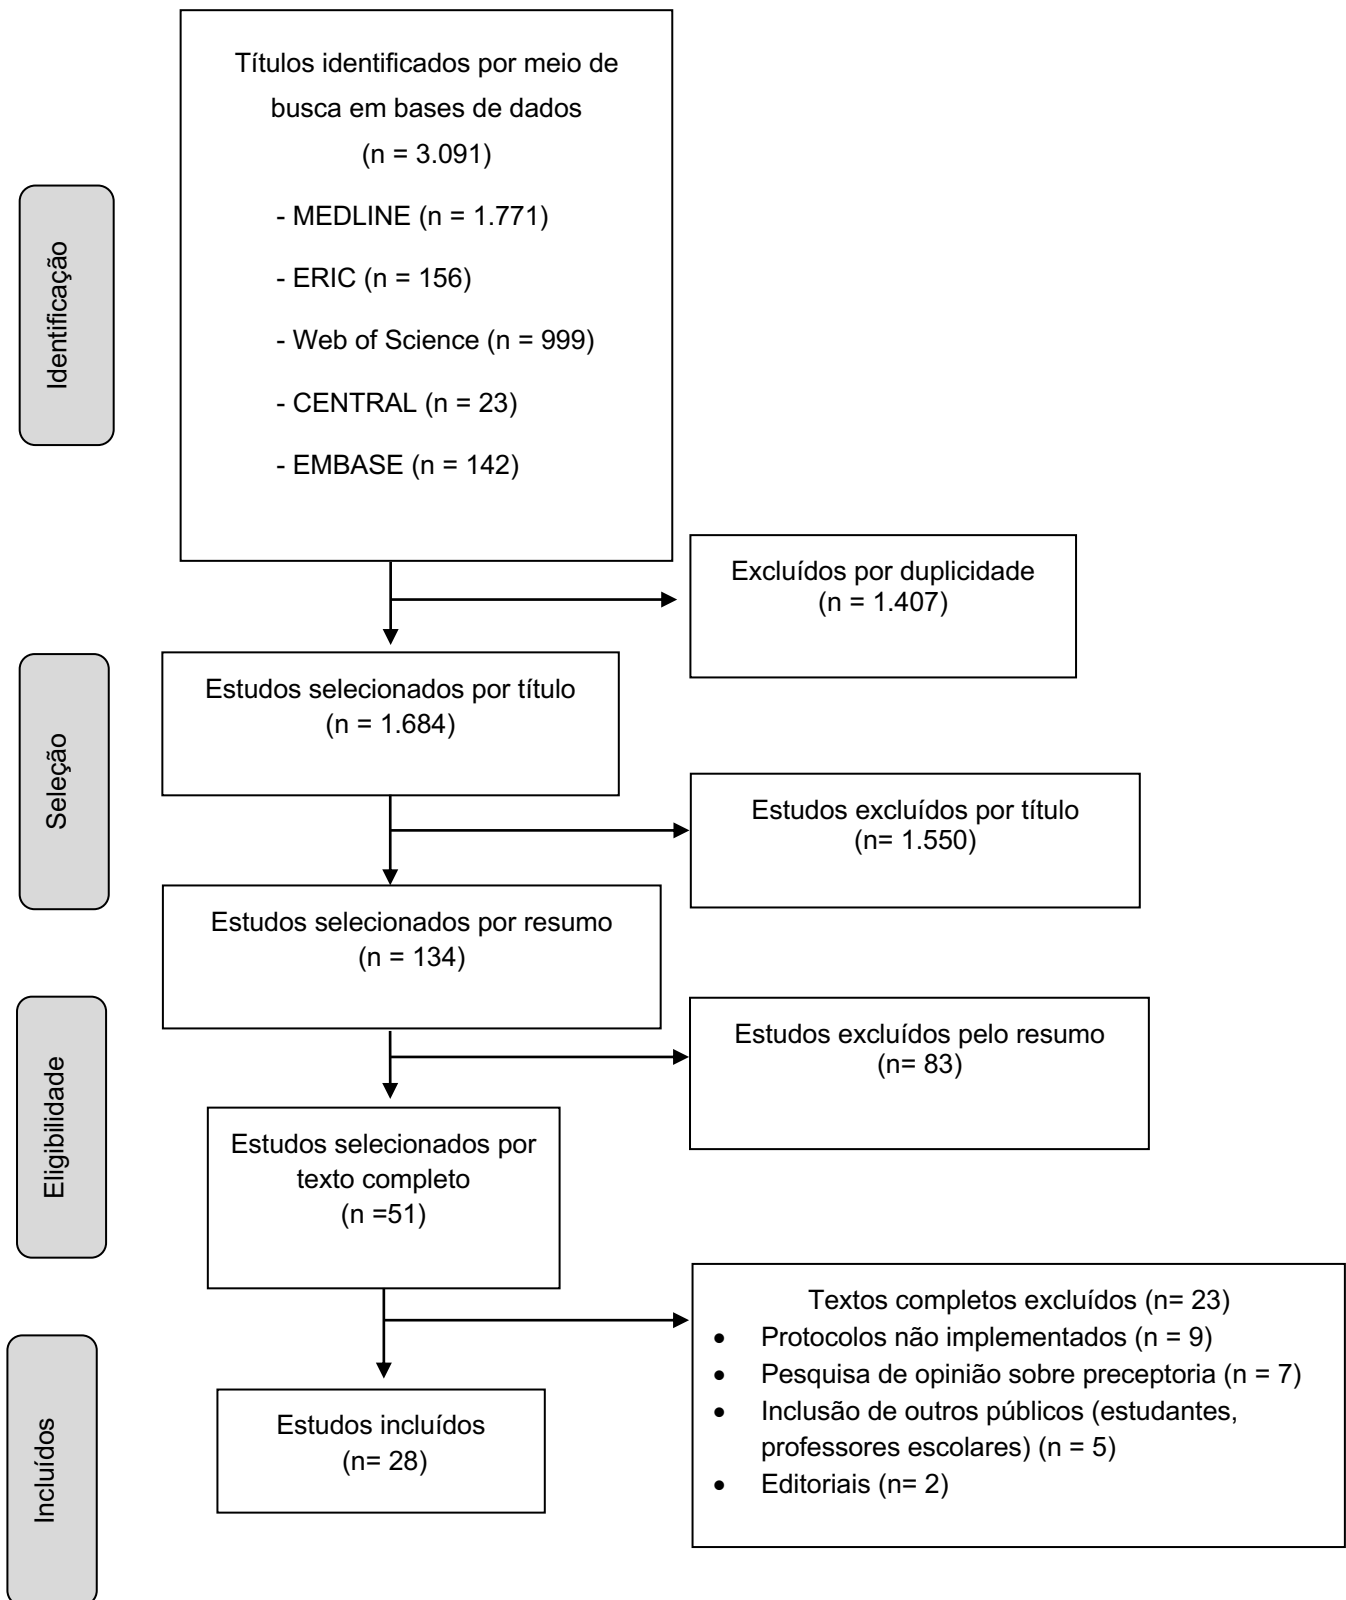 Títulos identificados por meio de
busca em bases de dados
(n = 3.091)
- MEDLINE (n = 1.771)
- ERIC (n = 156)
- Web of Science (n = 999)
- CENTRAL (n = 23)
- EMBASE (n = 142)
Identificação
Excluídos por duplicidade
(n = 1.407)
Seleção
Estudos selecionados por título
(n = 1.684)
Estudos excluídos por título
(n= 1.550)
Estudos selecionados por resumo
(n = 134)
Eligibilidade
Estudos excluídos pelo resumo
(n= 83)
Estudos selecionados por
texto completo
(n =51)
Textos completos excluídos (n= 23)
• Protocolos não implementados (n = 9)
• Pesquisa de opinião sobre preceptoria (n = 7)
• Inclusão de outros públicos (estudantes,
professores escolares) (n = 5)
• Editoriais (n= 2)
Incluídos
Estudos incluídos
(n= 28)